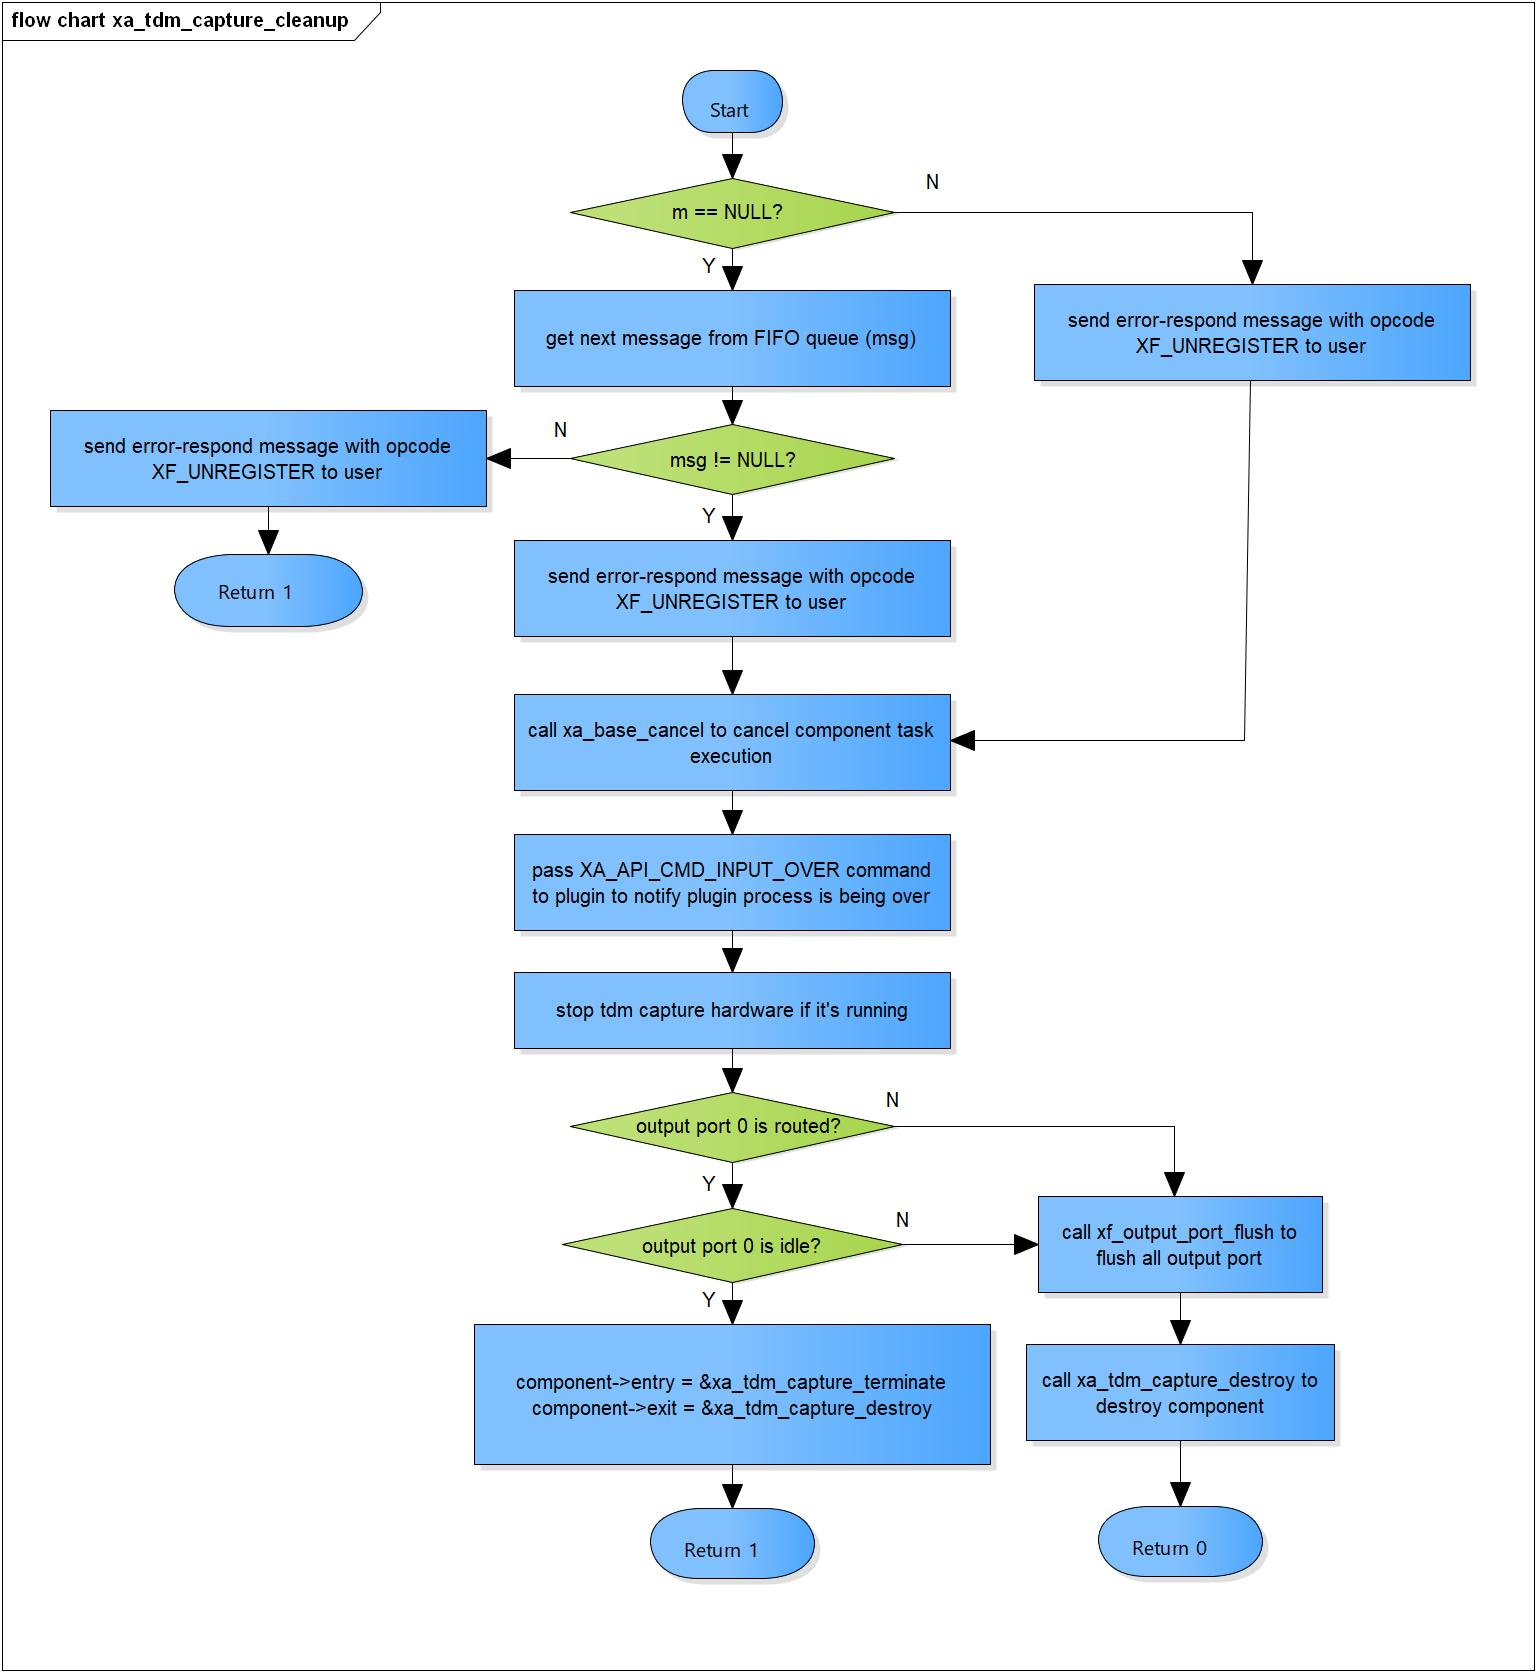 flow chart xa_tdm_capture_cleanup
Start
N
m == NULL?
Y
get next message from FIFO queue (msg)
send error-respond message with opcode
XF_UNREGISTER to user
N
msg != NULL?
send error-respond message with opcode
XF_UNREGISTER to user
Return 1
Y
send error-respond message with opcode
XF_UNREGISTER to user
call xa_base_cancel to cancel component task
execution
pass XA_API_CMD_INPUT_OVER command
to plugin to notify plugin process is being over
stop tdm capture hardware if it's running
N
output port 0 is routed?
Y
N
output port 0 is idle?
call xf_output_port_flush to
flush all output port
Y
component->entry = &xa_tdm_capture_terminate
component->exit = &xa_tdm_capture_destroy
call xa_tdm_capture_destroy to
destroy component
Return 1
Return 0